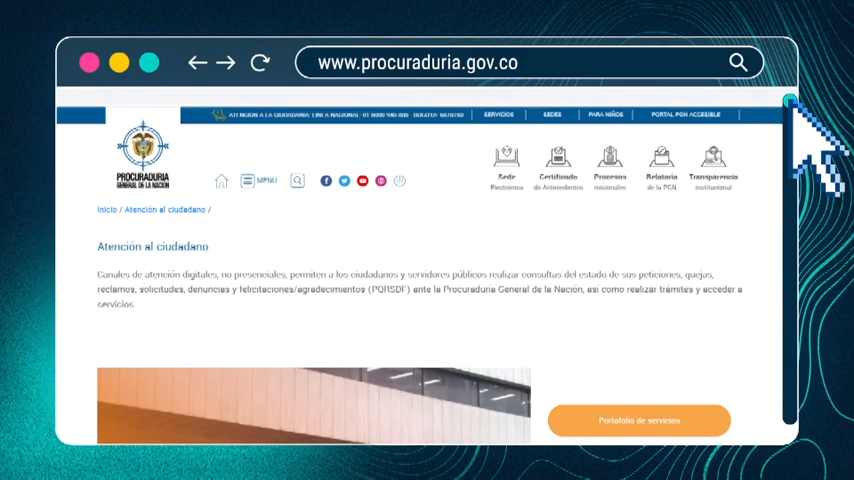 www.procuraduria.gov.co
ATENCIÓN A LA CIUDADANÍA: LINEA NACIONAL: 01 8000 940 808 - BOGOTÁ:
SERVICIOS
SEDES
PARA NIÑOS
PORTAL PGN ACCESIBLE
PROCURADURIA
GENERAL DE LA NACIÓN
MENÚ
Sede
Electrónica
Certificado
de Antecedentes
Procesos
misionales
Relatoría
de la PGN
Transparencia
institucional
Inicio / Atención al ciudadano /
Atención al ciudadano
Canales de atención digitales, no presenciales, permiten a los ciudadanos y servidores públicos realizar consultas del estado de sus peticiones, quejas,
reclamos, solicitudes, denuncias y felicitaciones/agradecimientos (PQRSDF) ante la Procuraduría General de la Nación, así como realizar trámites y acceder a
servicios.
Portafolio de servicios